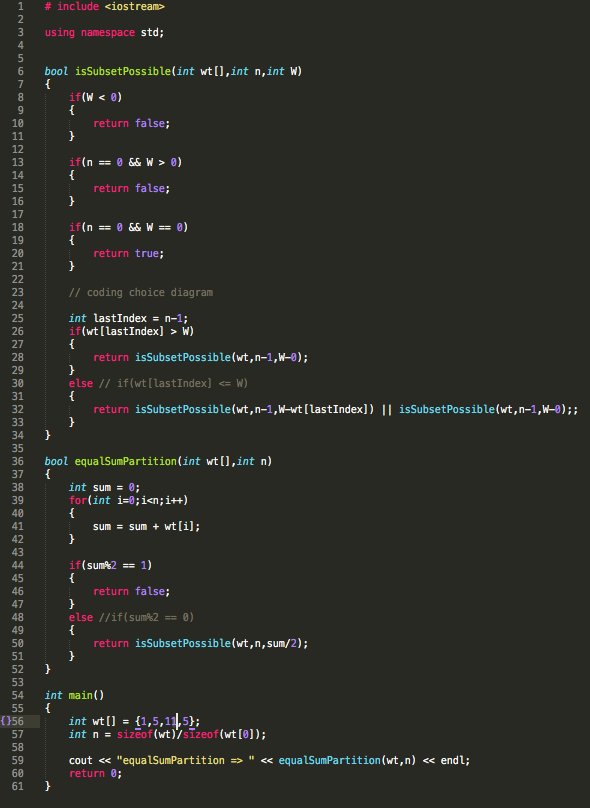 1 # include <iostream>
2
3 using namespace std;
4
5
6 bool isSubsetPossible(int wt[],int n,int W)
7 {
8     if(W < 0)
9     {
10         return false;
11     }
12
13     if(n == 0 && W > 0)
14     {
15         return false;
16     }
17
18     if(n == 0 && W == 0)
19     {
20         return true;
21     }
22
23     // coding choice diagram
24
25     int lastIndex = n-1;
26     if(wt[lastIndex] > W)
27     {
28         return isSubsetPossible(wt,n-1,W-0);
29     }
30     else // if(wt[lastIndex] <= W)
31     {
32         return isSubsetPossible(wt,n-1,W-wt[lastIndex]) || isSubsetPossible(wt,n-1,W-0);;
33     }
34 }
35
36 bool equalSumPartition(int wt[],int n)
37 {
38     int sum = 0;
39     for(int i=0;i<n;i++)
40     {
41         sum = sum + wt[i];
42     }
43
44     if(sum%2 == 1)
45     {
46         return false;
47     }
48     else //if(sum%2 == 0)
49     {
50         return isSubsetPossible(wt,n,sum/2);
51     }
52 }
53
54 int main()
55 {
{}56     int wt[] = {1,5,11,5};
57     int n = sizeof(wt)/sizeof(wt[0]);
58
59     cout << "equalSumPartition => " << equalSumPartition(wt,n) << endl;
60     return 0;
61 }